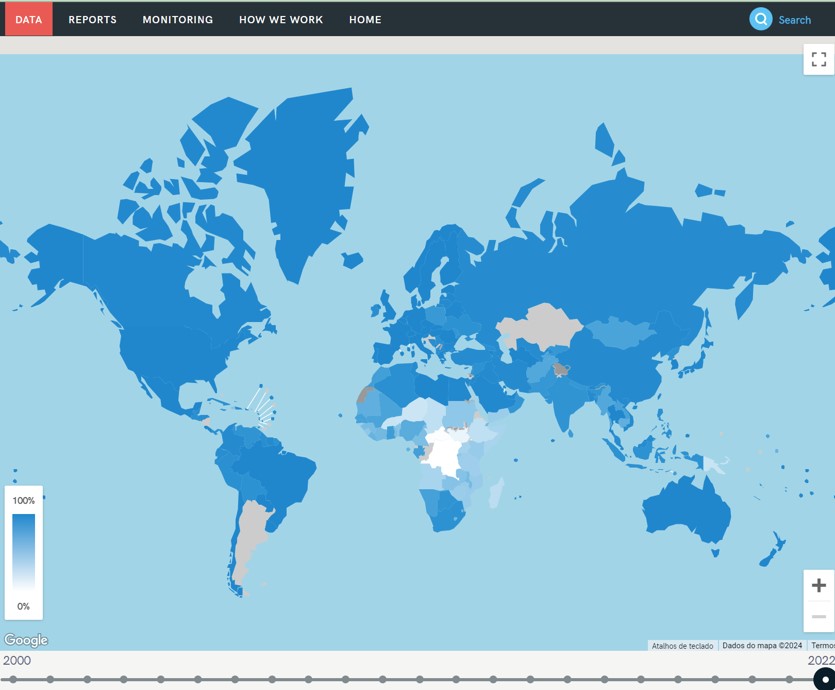 DATA REPORTS MONITORING HOW WE WORK HOME Search
100%
0%
+
Google
Atalhos de teclado Dados do mapa ©2024 Termos
2000 2022